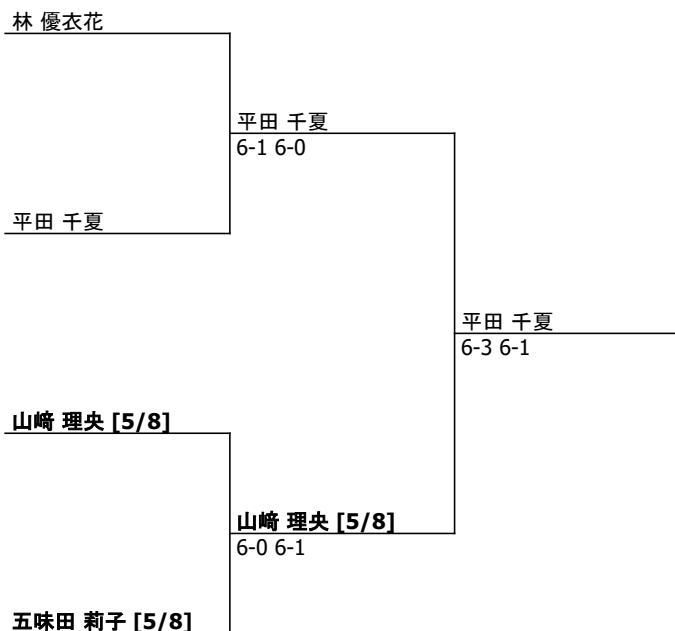 林 優衣花
平田 千夏
6-1 6-0
平田 千夏
平田 千夏
6-3 6-1
山﨑 理央 [5/8]
山﨑 理央 [5/8]
6-0 6-1
五味田 莉子 [5/8]